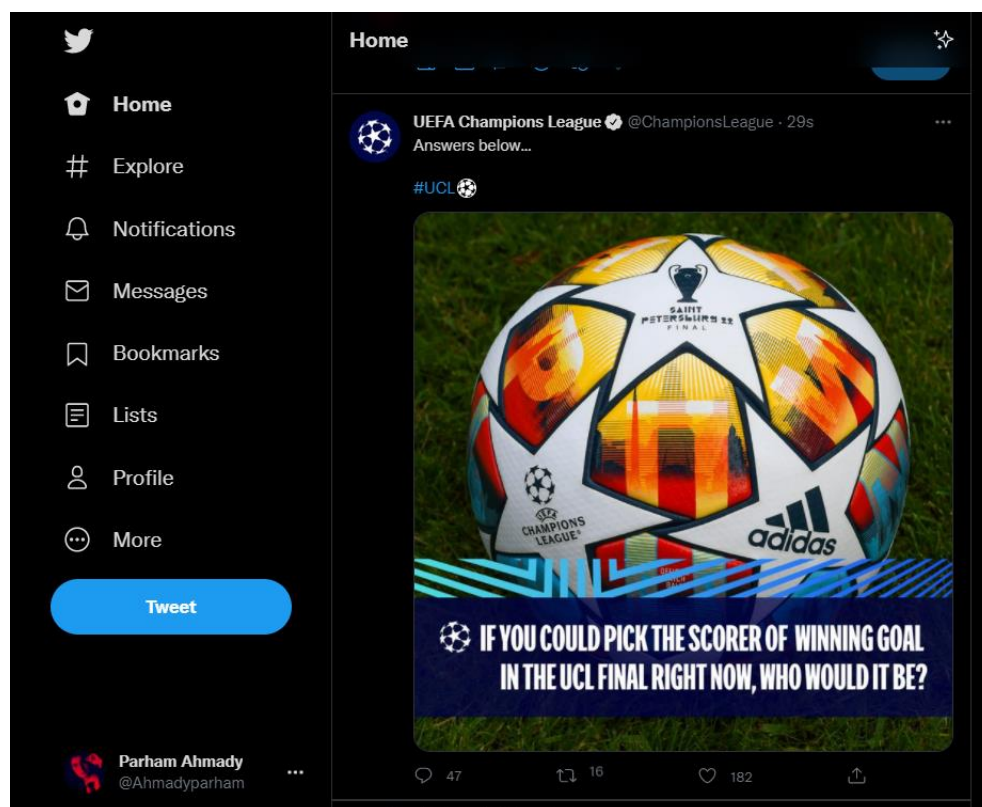 Home
Explore
Notifications
Messages
Bookmarks
Lists
Profile
More
Tweet
Parham Ahmady
@Ahmadyparham
Home
UEFA Champions League @ChampionsLeague · 29s
Answers below...
#UCL
SAINT
PETERSBURG 22
FINAL
UEFA
CHAMPIONS
LEAGUE
adidas
IF YOU COULD PICK THE SCORER OF WINNING GOAL
IN THE UCL FINAL RIGHT NOW, WHO WOULD IT BE?
47 16 182